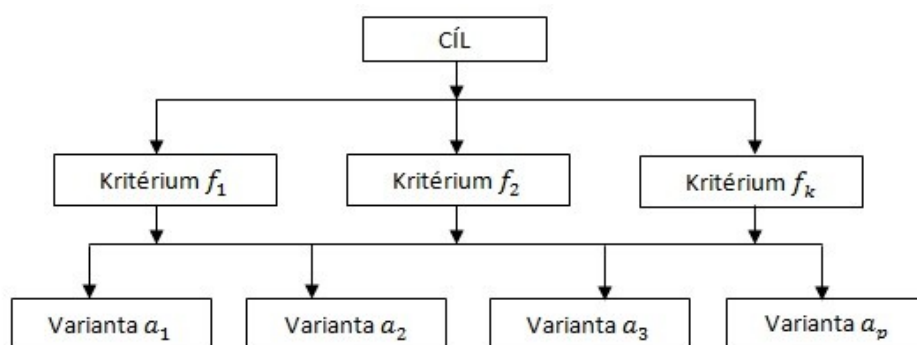 CÍL
Kritérium f₁
Kritérium f₂
Kritérium fₖ
Varianta a₁
Varianta a₂
Varianta a₃
Varianta aₚ